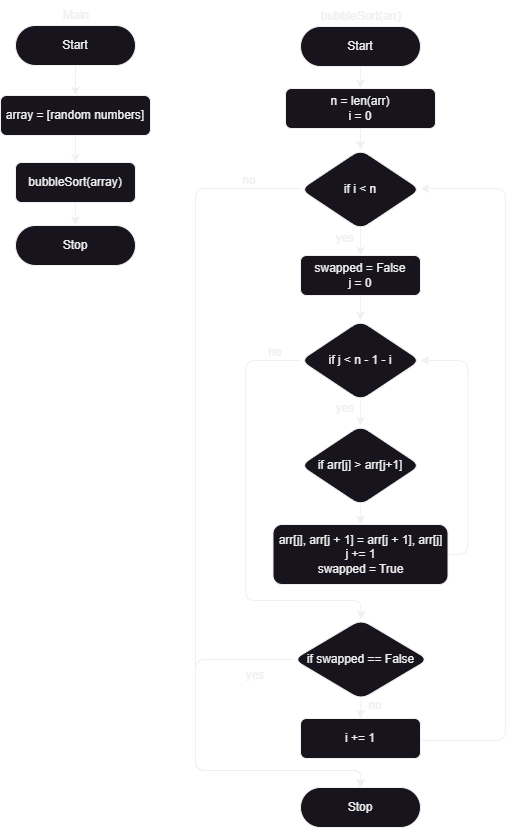 Main
Start
array = [random numbers]
bubbleSort(array)
Stop
bubbleSort(arr)
Start
n = len(arr)
i = 0
if i < n
no
yes
swapped = False
j = 0
if j < n - 1 - i
no
yes
if arr[j] > arr[j+1]
arr[j], arr[j + 1] = arr[j + 1], arr[j]
j += 1
swapped = True
if swapped == False
yes
no
i += 1
Stop